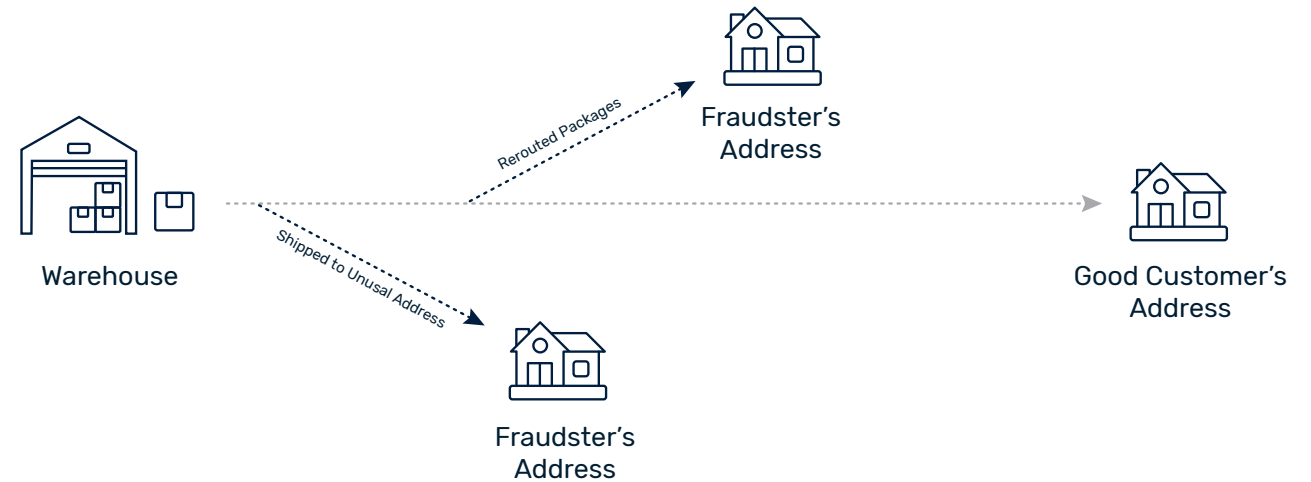 Fraudster’s
Address
Rerouted Packages
Warehouse
Shipped to Unusal Address
Good Customer’s
Address
Fraudster’s
Address